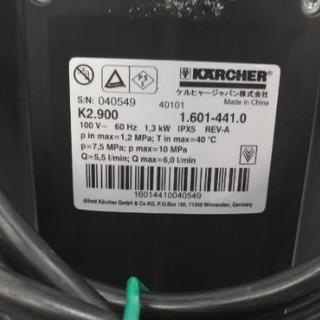 KÄRCHER
ケルヒャージャパン株式会社
Made in China
S/N: 040549 40101
K2.900 1.601-441.0
100 V~ 60 Hz 1,3 kW IPX5 REV-A
p in max=1,2 MPa; T in max=40 °C
p=7,5 MPa; p max=10 MPa
Q=5,5 l/min; Q max=6,0 l/min
16014410040549
Alfred Kärcher GmbH & Co.KG, P.O.Box 160, 71349 Winnenden, Germany